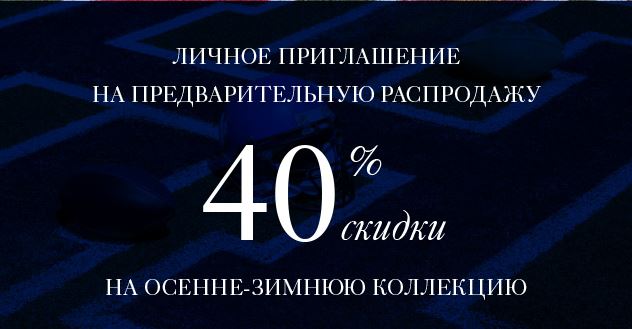 ЛИЧНОЕ ПРИГЛАШЕНИЕ
НА ПРЕДВАРИТЕЛЬНУЮ РАСПРОДАЖУ
40 %
скидки
НА ОСЕННЕ-ЗИМНЮЮ КОЛЛЕКЦИЮ